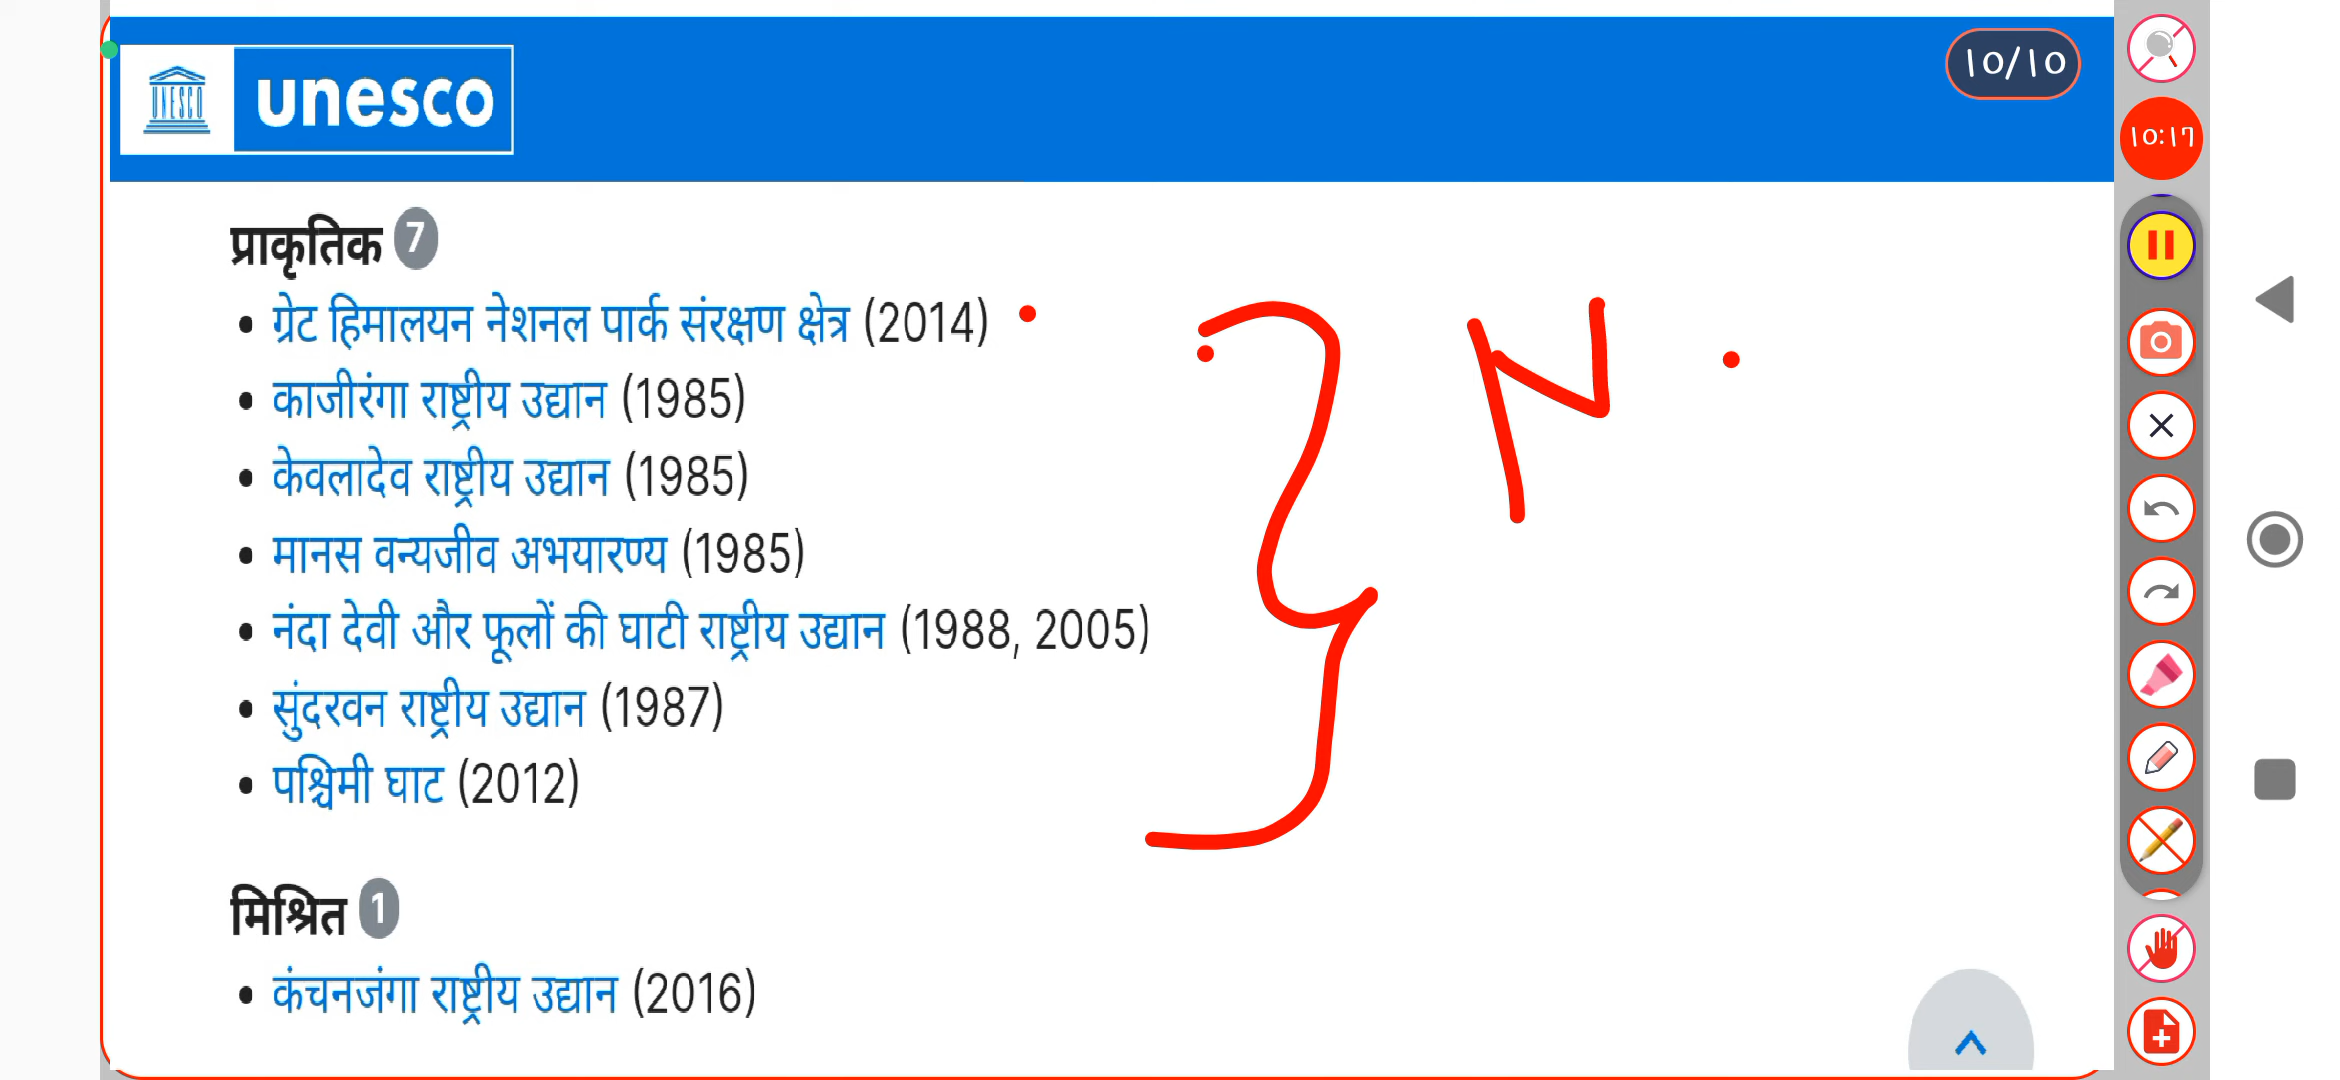 UNESCO
unesco
10/10
10:17
प्राकृतिक 7
• ग्रेट हिमालयन नेशनल पार्क संरक्षण क्षेत्र (2014)
• काजीरंगा राष्ट्रीय उद्यान (1985)
• केवलादेव राष्ट्रीय उद्यान (1985)
• मानस वन्यजीव अभयारण्य (1985)
• नंदा देवी और फूलों की घाटी राष्ट्रीय उद्यान (1988, 2005)
• सुंदरवन राष्ट्रीय उद्यान (1987)
• पश्चिमी घाट (2012)
N
मिश्रित 1
• कंचनजंगा राष्ट्रीय उद्यान (2016)